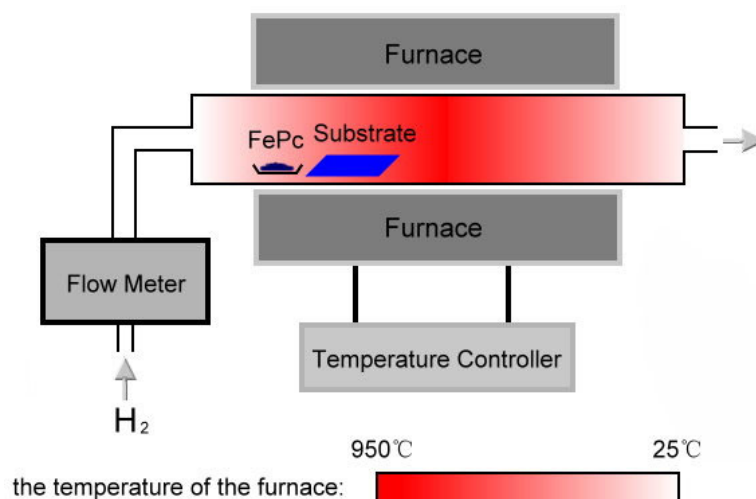 Furnace
FePc Substrate
Furnace
Flow Meter
Temperature Controller
H₂
950℃ 25℃
the temperature of the furnace: